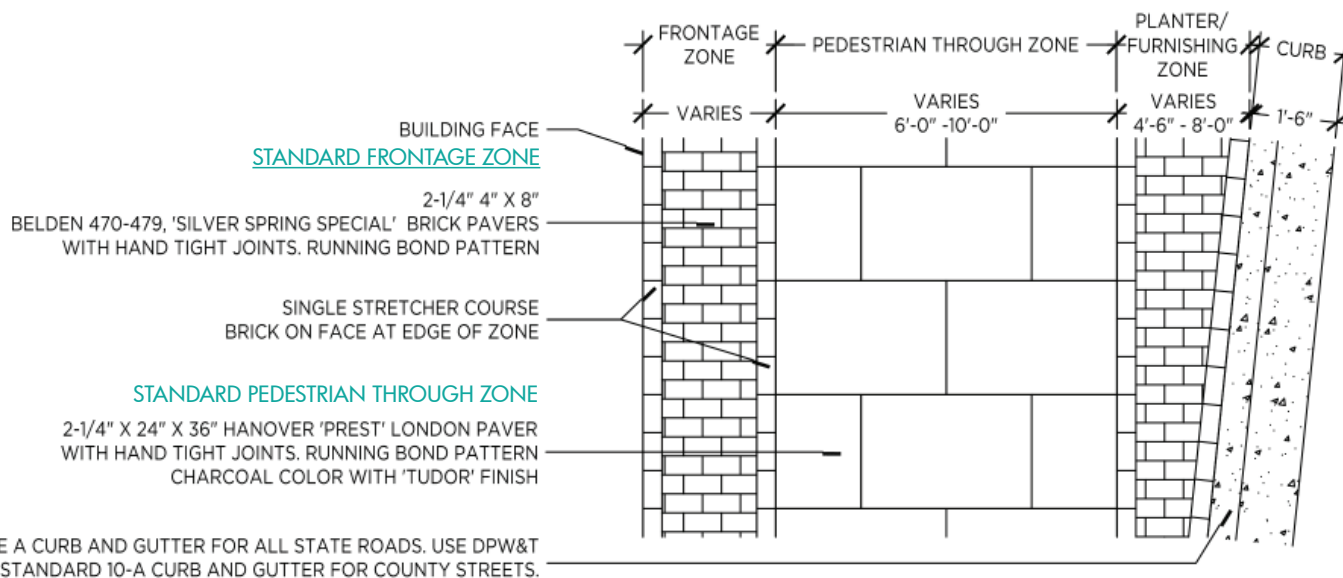 FRONTAGE
ZONE
PEDESTRIAN THROUGH ZONE
PLANTER/
FURNISHING
ZONE
CURB
VARIES
VARIES
6'-0" -10'-0"
VARIES
4'-6" - 8'-0"
1'-6"
BUILDING FACE
STANDARD FRONTAGE ZONE
2-1/4" 4" X 8"
BELDEN 470-479, 'SILVER SPRING SPECIAL' BRICK PAVERS
WITH HAND TIGHT JOINTS. RUNNING BOND PATTERN
SINGLE STRETCHER COURSE
BRICK ON FACE AT EDGE OF ZONE
STANDARD PEDESTRIAN THROUGH ZONE
2-1/4" X 24" X 36" HANOVER 'PREST' LONDON PAVER
WITH HAND TIGHT JOINTS. RUNNING BOND PATTERN
CHARCOAL COLOR WITH 'TUDOR' FINISH
A CURB AND GUTTER FOR ALL STATE ROADS. USE DPW&T
STANDARD 10-A CURB AND GUTTER FOR COUNTY STREETS.